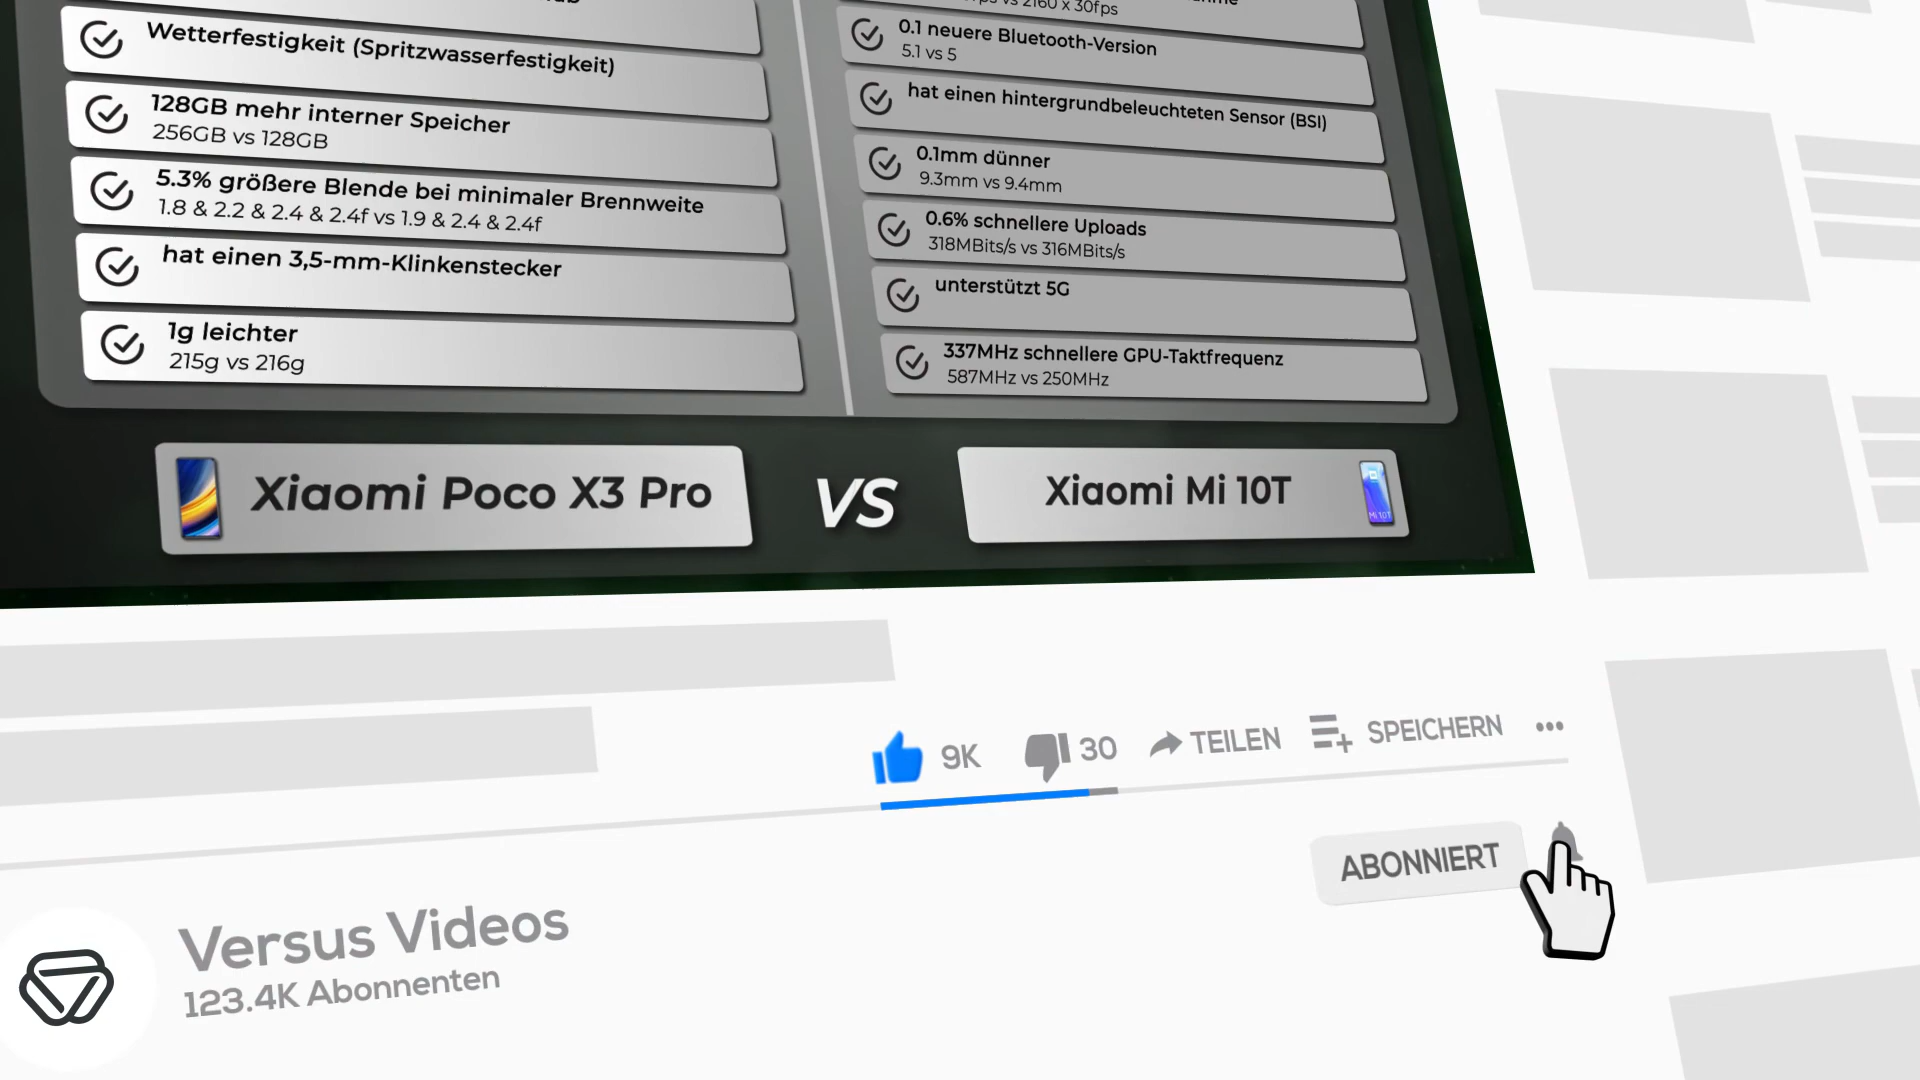 Wetterfestigkeit (Spritzwasserfestigkeit)
128GB mehr interner Speicher
256GB vs 128GB
5.3% größere Blende bei minimaler Brennweite
1.8 & 2.2 & 2.4 & 2.4f vs 1.9 & 2.4 & 2.4f
hat einen 3,5-mm-Klinkenstecker
1g leichter
215g vs 216g
vs 2160 x 30fps
0.1 neuere Bluetooth-Version
5.1 vs 5
hat einen hintergrundbeleuchteten Sensor (BSI)
0.1mm dünner
9.3mm vs 9.4mm
0.6% schnellere Uploads
318MBits/s vs 316MBits/s
unterstützt 5G
337MHz schnellere GPU-Taktfrequenz
587MHz vs 250MHz
Xiaomi Poco X3 Pro
VS
Xiaomi Mi 10T
Mi 10T
9K
30
TEILEN
SPEICHERN
ABONNIERT
Versus Videos
123.4K Abonnenten